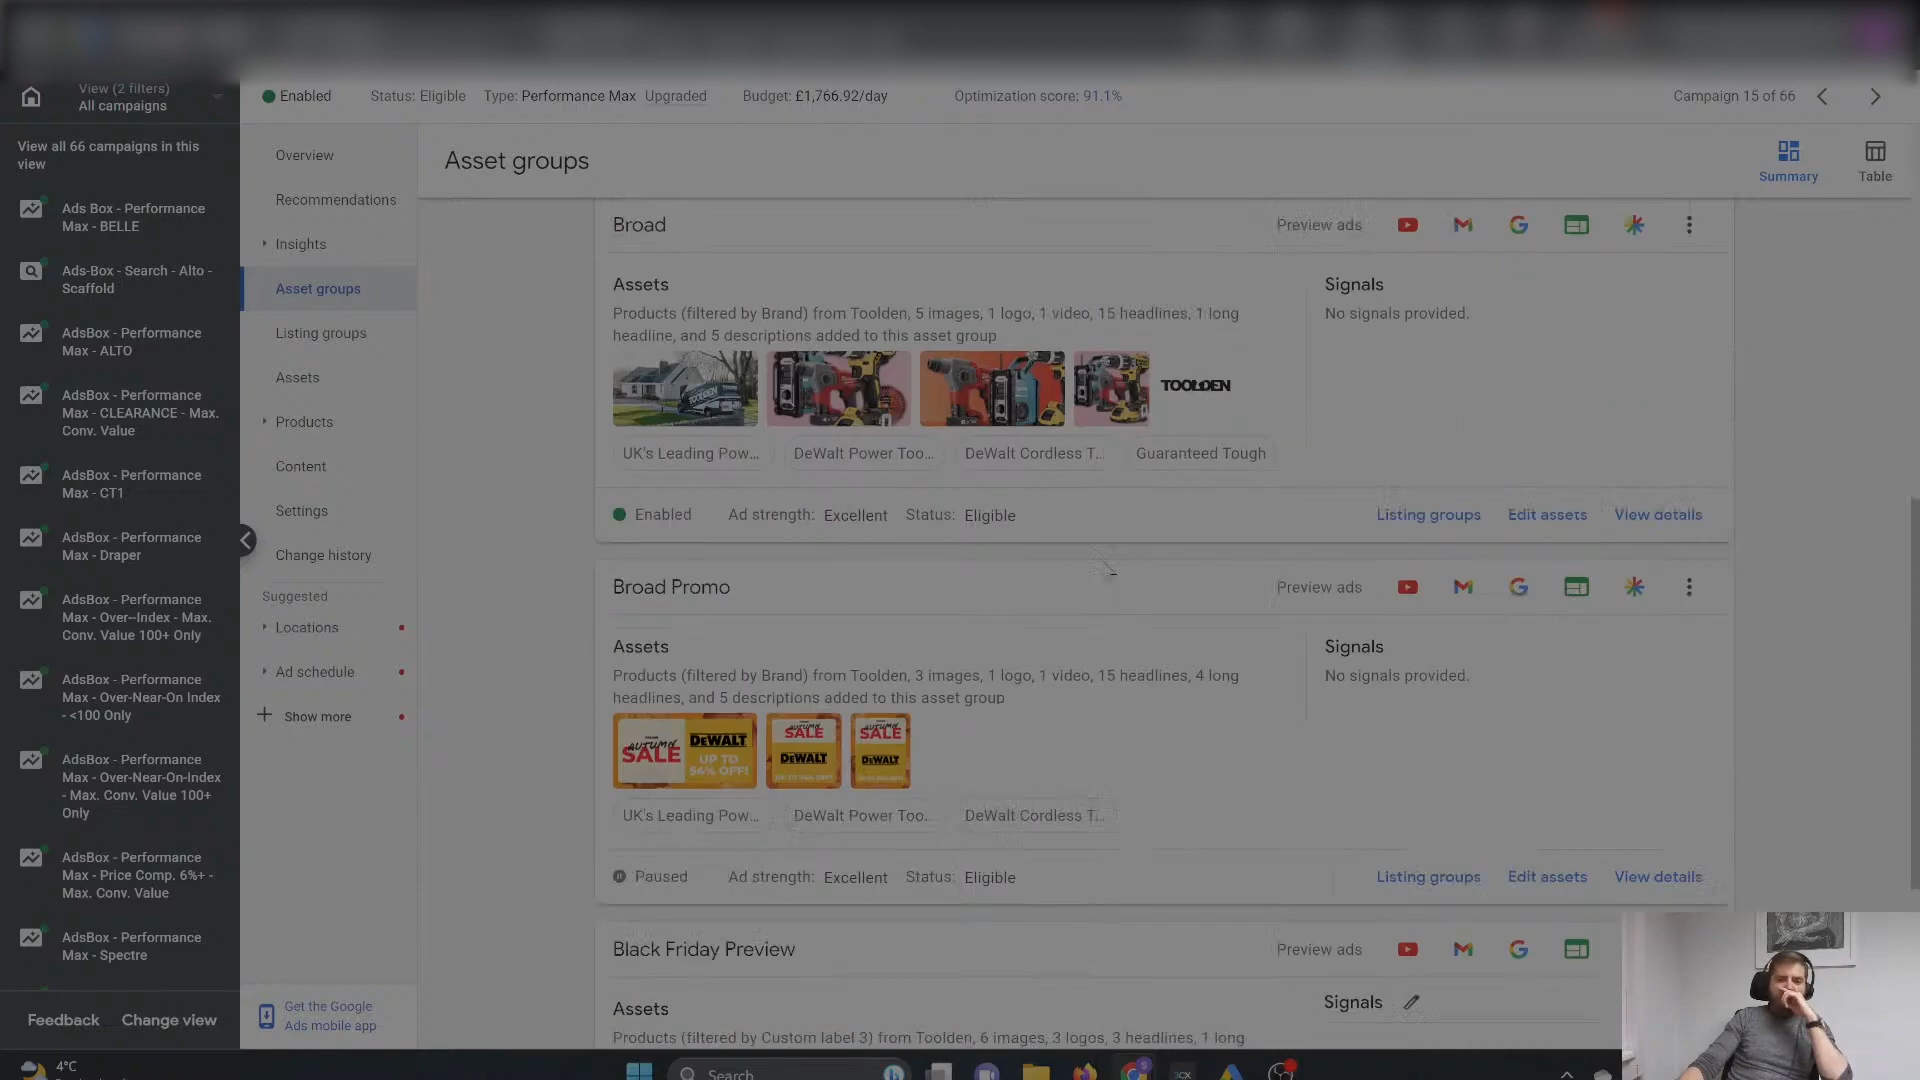 View (2 filters)
All campaigns
Enabled
Status: Eligible
Type: Performance Max Upgraded
Budget: £1,766.92/day
Optimization score: 91.1%
Campaign 15 of 66
View all 66 campaigns in this
view
Ads Box - Performance
Max - BELLE
Ads-Box - Search - Alto -
Scaffold
AdsBox - Performance
Max - ALTO
AdsBox - Performance
Max - CLEARANCE - Max.
Conv. Value
AdsBox - Performance
Max - CT1
AdsBox - Performance
Max - Draper
AdsBox - Performance
Max - Over--Index - Max.
Conv. Value 100+ Only
AdsBox - Performance
Max - Over-Near-On Index
- <100 Only
AdsBox - Performance
Max - Over-Near-On-Index
- Max. Conv. Value 100+
Only
AdsBox - Performance
Max - Price Comp. 6%+ -
Max. Conv. Value
AdsBox - Performance
Max - Spectre
Feedback
Change view
Overview
Recommendations
Insights
Asset groups
Listing groups
Assets
Products
Content
Settings
Change history
Suggested
Locations
Ad schedule
Show more
Get the Google
Ads mobile app
Asset groups
Summary
Table
Broad
Preview ads
Assets
Products (filtered by Brand) from Toolden, 5 images, 1 logo, 1 video, 15 headlines, 1 long
headline, and 5 descriptions added to this asset group
TOOLDEN
TOOLDEN
UK's Leading Pow...
DeWalt Power Too...
DeWalt Cordless T...
Guaranteed Tough
Signals
No signals provided.
Enabled
Ad strength: Excellent
Status: Eligible
Listing groups
Edit assets
View details
Broad Promo
Preview ads
Assets
Products (filtered by Brand) from Toolden, 3 images, 1 logo, 1 video, 15 headlines, 4 long
headlines, and 5 descriptions added to this asset group
AUTUMN
SALE
DEWALT
UP TO
54% OFF!
SALE
DEWALT
SALE
DEWALT
UK's Leading Pow...
DeWalt Power Too...
DeWalt Cordless T...
Signals
No signals provided.
Paused
Ad strength: Excellent
Status: Eligible
Listing groups
Edit assets
View details
Black Friday Preview
Preview ads
Assets
Products (filtered by Custom label 3) from Toolden, 6 images, 3 logos, 3 headlines, 1 long
Signals
4°C
Search